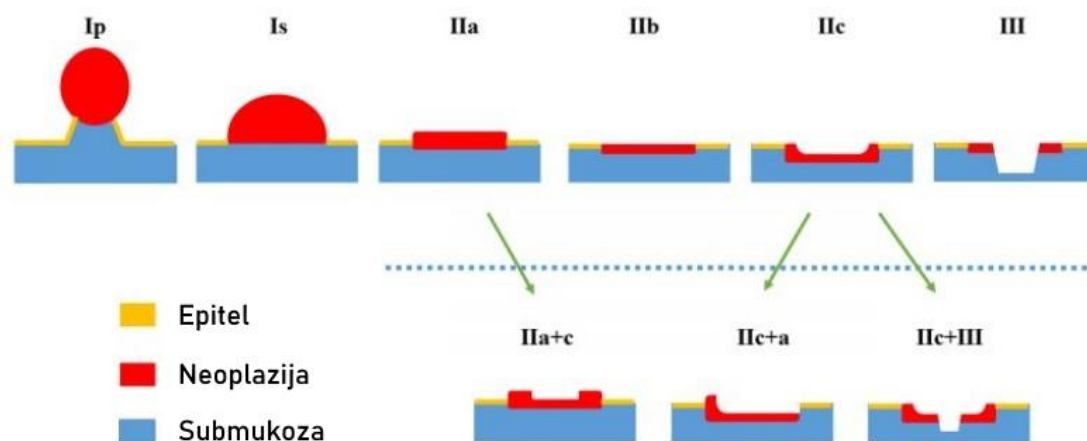 Ip Is IIa IIb IIc III
Epitel
IIa+c IIc+a IIc+III
Neoplazija
Submukoza